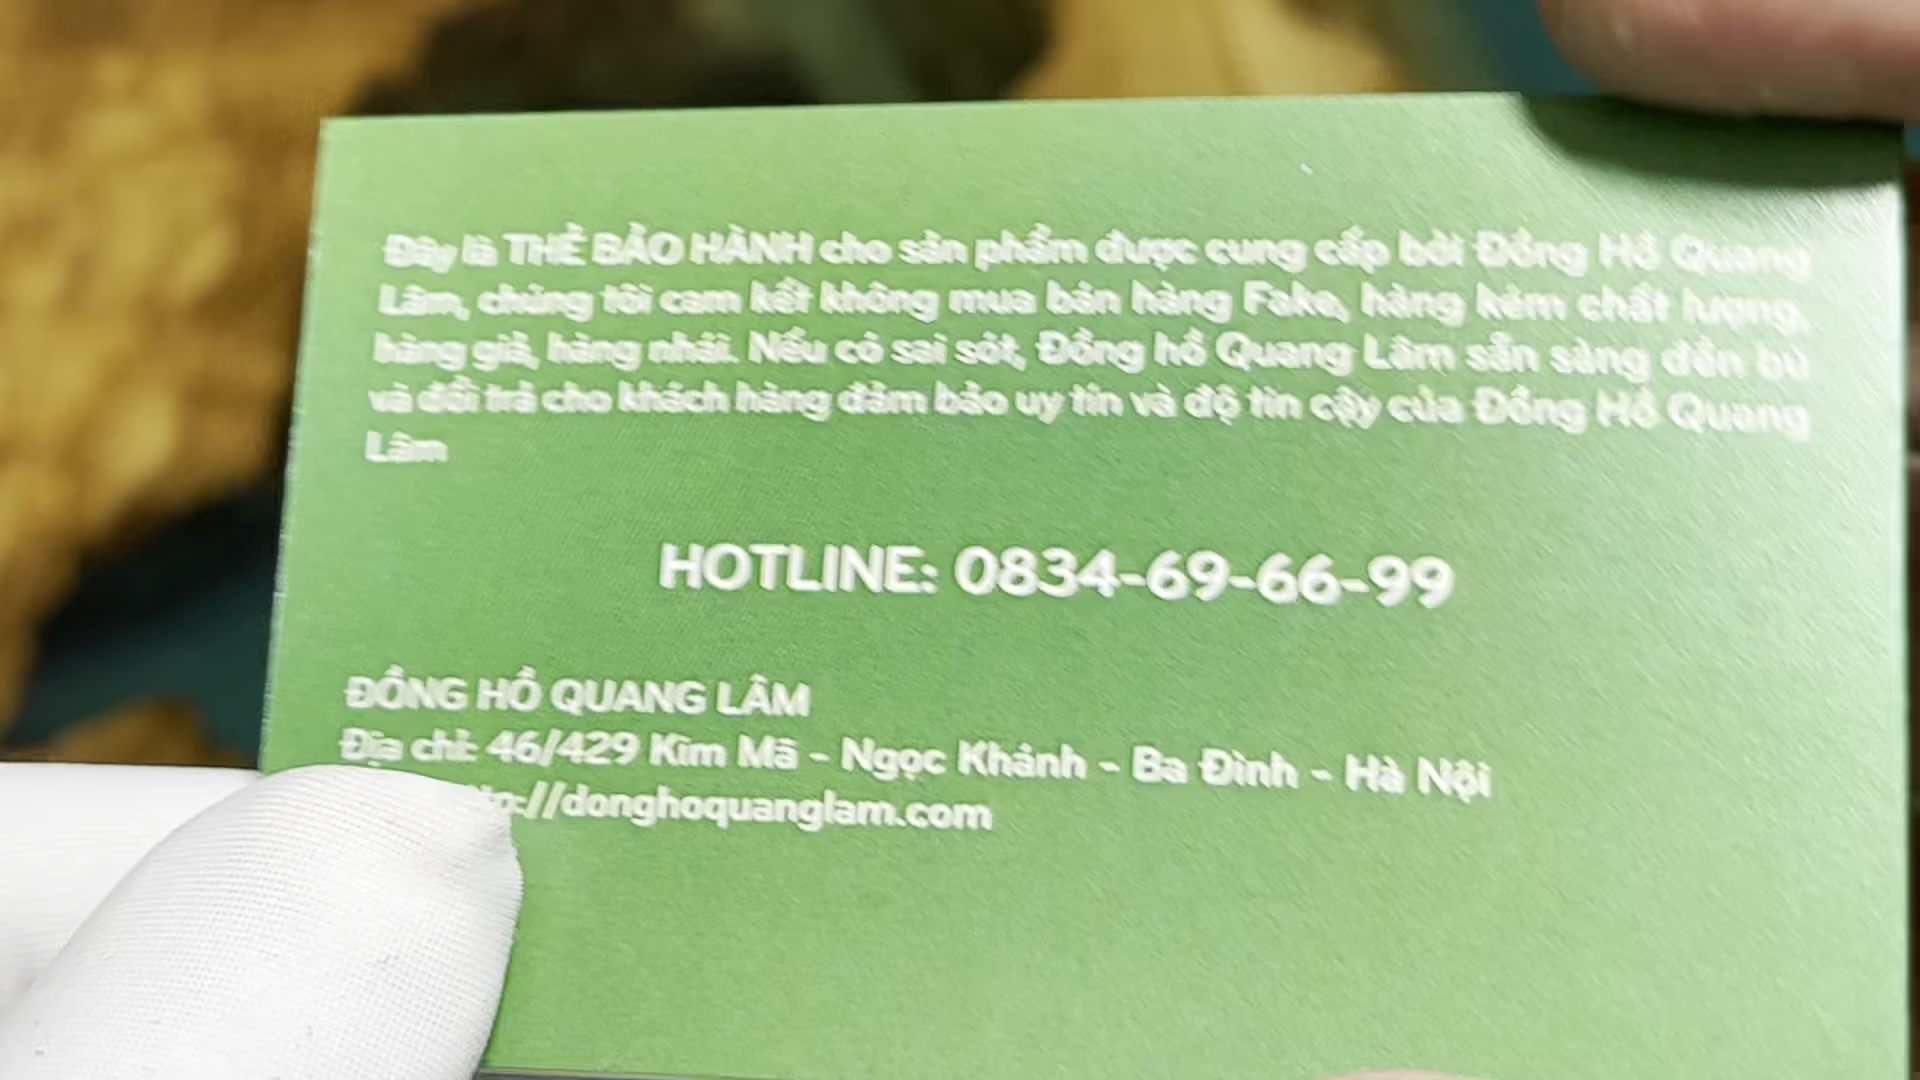 Đây là THẺ BẢO HÀNH cho sản phẩm được cung cấp bởi Đồng Hồ Quang
Lâm, chúng tôi cam kết không mua bán hàng Fake, hàng kém chất lượng,
hàng giả, hàng nhái. Nếu có sai sót, Đồng hồ Quang Lâm sẵn sàng đền bù
và đổi trả cho khách hàng đảm bảo uy tín và độ tin cậy của Đồng Hồ Quang
Lâm
HOTLINE: 0834-69-66-99
ĐỒNG HỒ QUANG LÂM
Địa chỉ: 46/429 Kim Mã - Ngọc Khánh - Ba Đình - Hà Nội
://donghoquanglam.com